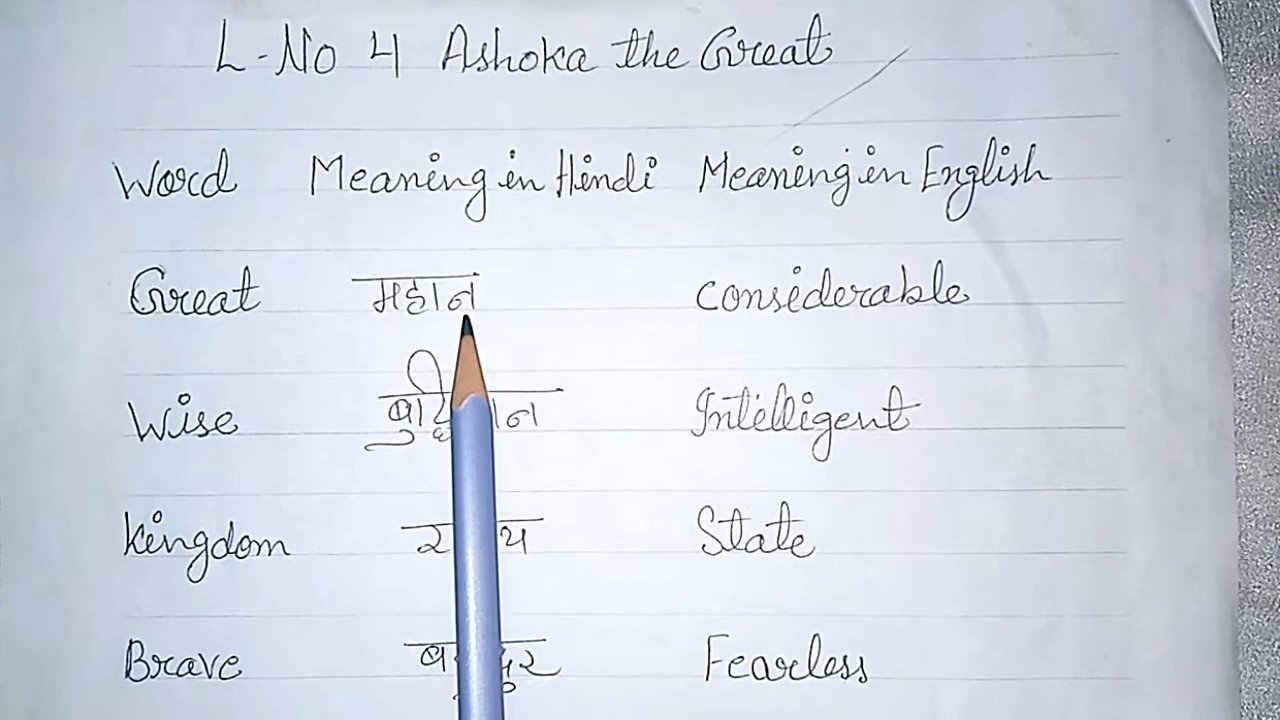 L-No 4 Ashoka the Great
Word Meaning in Hindi Meaning in English
Great महान considerable
Wise Intelligent
Kingdom State
Brave Fearless